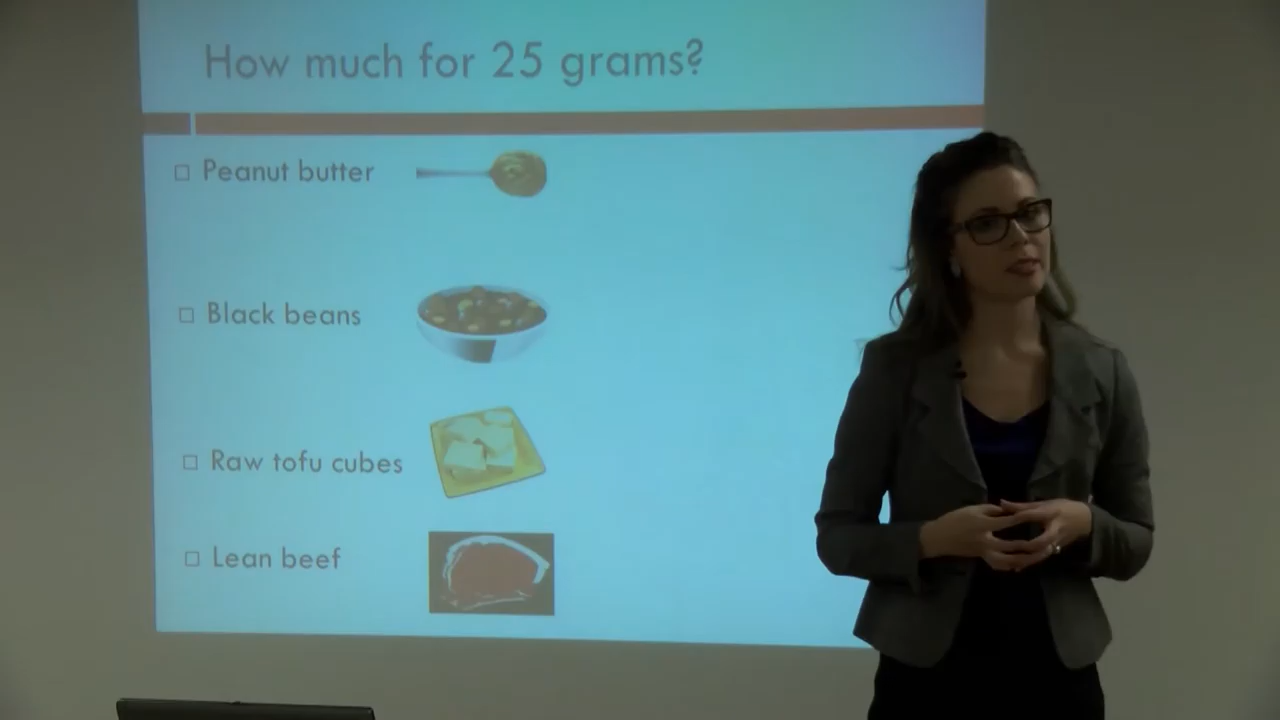 How much for 25 grams?
Peanut butter
Black beans
Raw tofu cubes
Lean beef